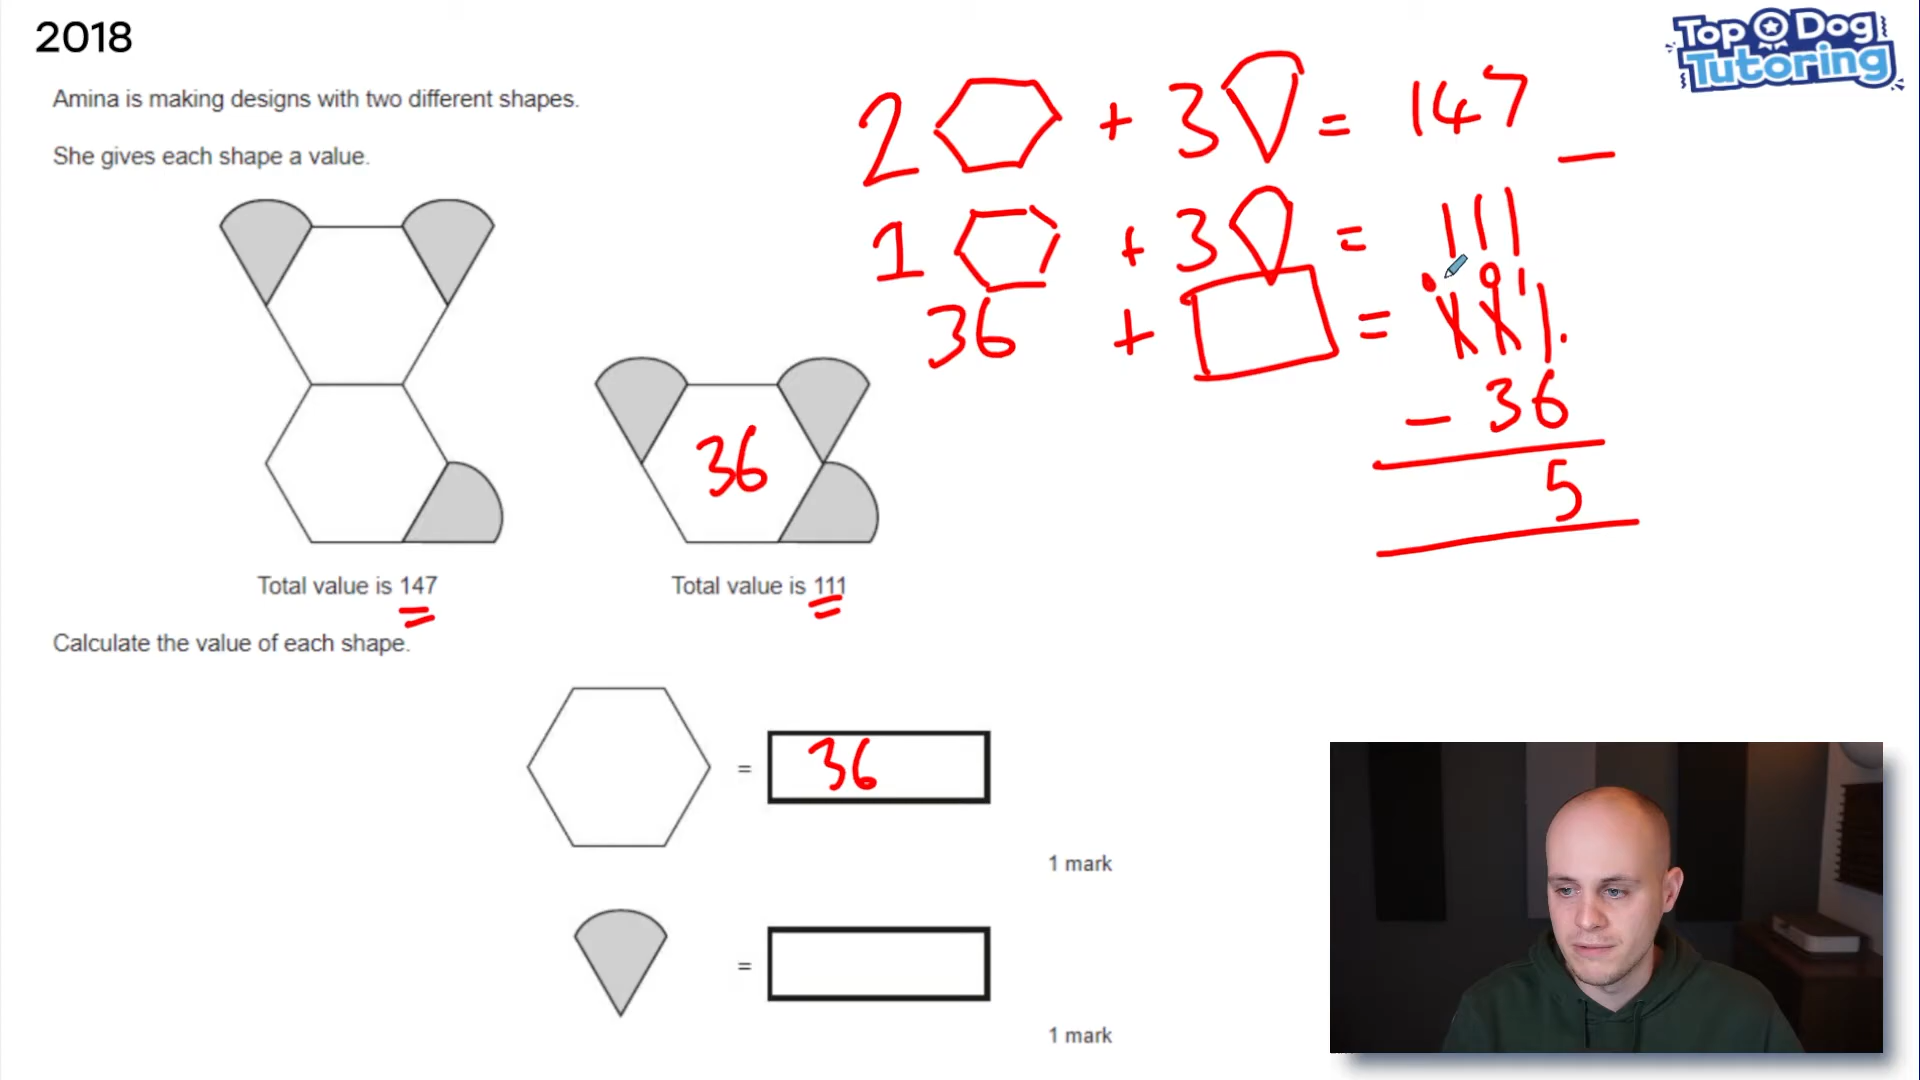 2018
Top Dog
Tutoring
Amina is making designs with two different shapes.
She gives each shape a value.
2 + 3 = 147
1 + 3 = 111
36 + = 111
0 1
- 36
5
36
Total value is 147
Total value is 111
Calculate the value of each shape.
= 36
1 mark
=
1 mark